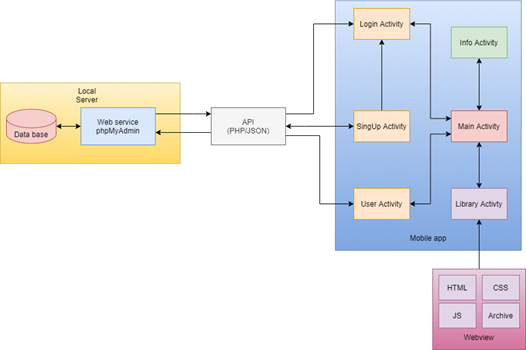 Local
Server
Data base
Web service
phpMyAdmin
API
(PHP/JSON)
Login Activity
Info Activity
SingUp Activity
Main Activity
User Activity
Library Activty
Mobile app
HTML
CSS
JS
Archive
Webview